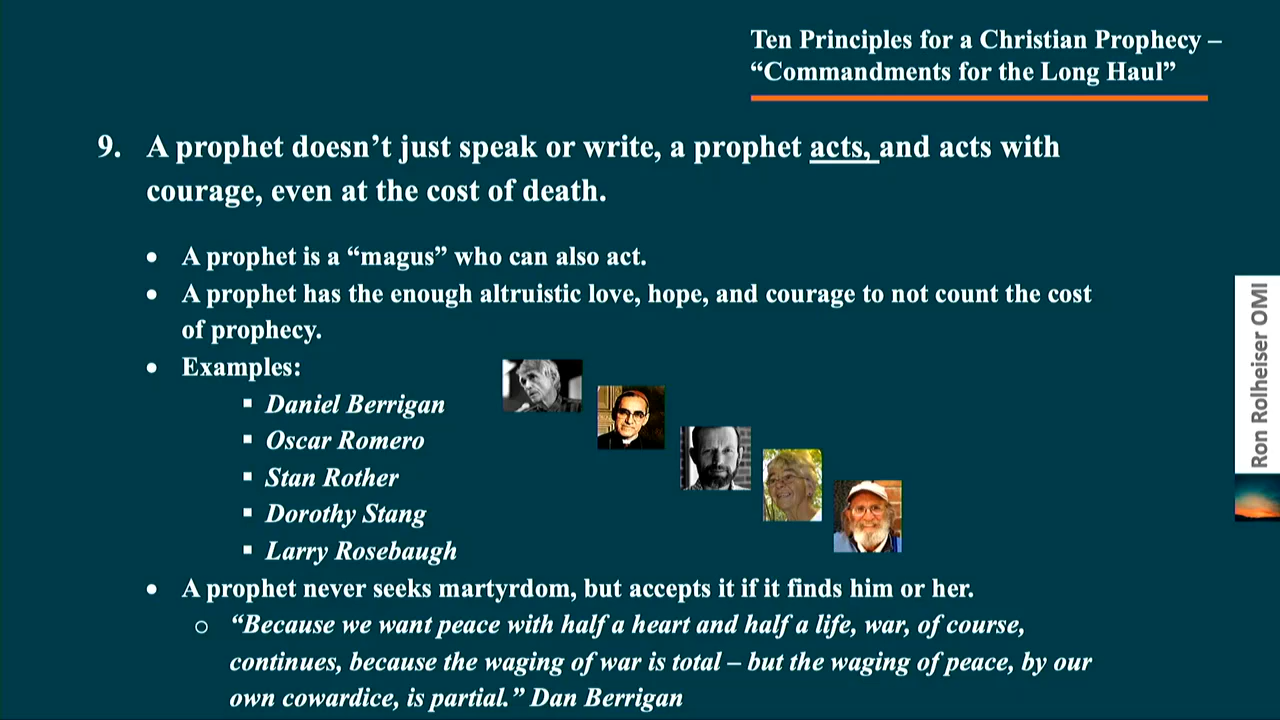 Ten Principles for a Christian Prophecy –
“Commandments for the Long Haul”
9. A prophet doesn’t just speak or write, a prophet acts, and acts with
courage, even at the cost of death.
• A prophet is a “magus” who can also act.
• A prophet has the enough altruistic love, hope, and courage to not count the cost
of prophecy.
• Examples:
▪ Daniel Berrigan
▪ Oscar Romero
▪ Stan Rother
▪ Dorothy Stang
▪ Larry Rosebaugh
• A prophet never seeks martyrdom, but accepts it if it finds him or her.
o “Because we want peace with half a heart and half a life, war, of course,
continues, because the waging of war is total – but the waging of peace, by our
own cowardice, is partial.” Dan Berrigan
Ron Rolheiser OMI